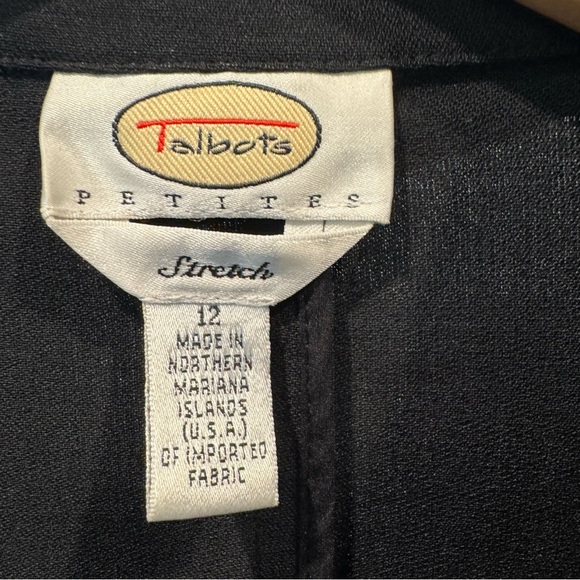 Talbots
PETITES
Stretch
12
MADE IN
NORTHERN
MARIANA
ISLANDS
(U.S.A.)
OF IMPORTED
FABRIC